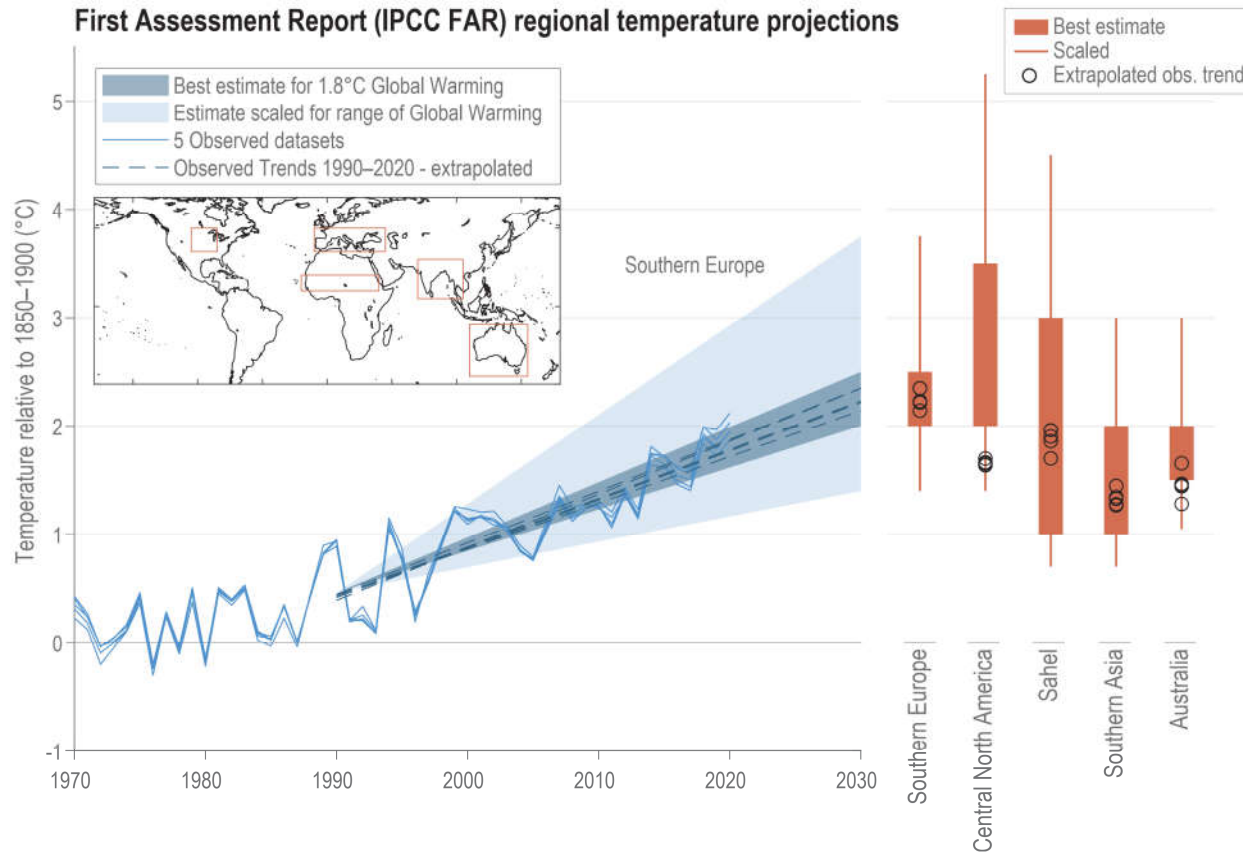 First Assessment Report (IPCC FAR) regional temperature projections
Best estimate
Scaled
Extrapolated obs. trend
Best estimate for 1.8°C Global Warming
Estimate scaled for range of Global Warming
5 Observed datasets
Observed Trends 1990–2020 - extrapolated
Southern Europe
Temperature relative to 1850–1900 (°C)
5
4
3
2
1
0
-1
1970
1980
1990
2000
2010
2020
2030
Southern Europe
Central North America
Sahel
Southern Asia
Australia